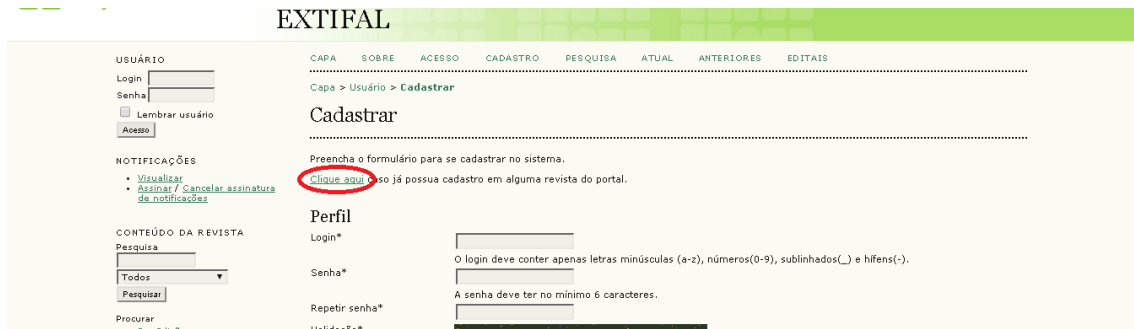 EXTIFAL
USUÁRIO
Login
Senha
Lembrar usuário
Acesso
NOTIFICAÇÕES
Visualizar
Assinar / Cancelar assinatura
de notificações
CONTEÚDO DA REVISTA
Pesquisa
Todos
Pesquisar
Procurar
CAPA SOBRE ACESSO CADASTRO PESQUISA ATUAL ANTERIORES EDITAIS
Capa > Usuário > Cadastrar
Cadastrar
Preencha o formulário para se cadastrar no sistema.
Clique aqui caso já possua cadastro em alguma revista do portal.
Perfil
Login*
O login deve conter apenas letras minúsculas (a-z), números(0-9), sublinhados(_) e hífens(-).
Senha*
A senha deve ter no mínimo 6 caracteres.
Repetir senha*
Validação*